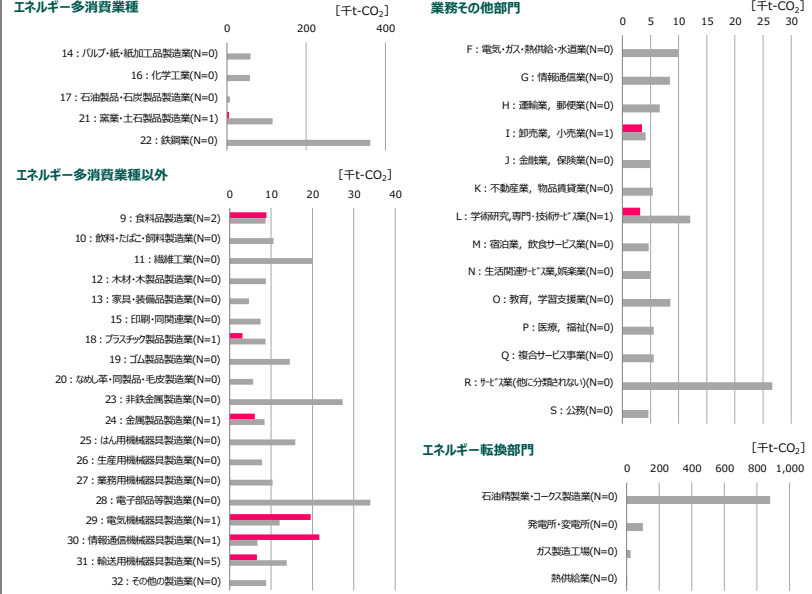 エネルギー多消費業種
[千t-CO₂]
0 200 400
14：パルプ・紙・紙加工品製造業(N=0)
16：化学工業(N=0)
17：石油製品・石炭製品製造業(N=0)
21：窯業・土石製品製造業(N=1)
22：鉄鋼業(N=0)
エネルギー多消費業種以外
[千t-CO₂]
0 10 20 30 40
9：食料品製造業(N=2)
10：飲料・たばこ・飼料製造業(N=0)
11：繊維工業(N=0)
12：木材・木製品製造業(N=0)
13：家具・装備品製造業(N=0)
15：印刷・同関連業(N=0)
18：プラスチック製品製造業(N=1)
19：ゴム製品製造業(N=0)
20：なめし革・同製品・毛皮製造業(N=0)
23：非鉄金属製造業(N=0)
24：金属製品製造業(N=1)
25：はん用機械器具製造業(N=0)
26：生産用機械器具製造業(N=0)
27：業務用機械器具製造業(N=0)
28：電子部品等製造業(N=0)
29：電気機械器具製造業(N=1)
30：情報通信機械器具製造業(N=1)
31：輸送用機械器具製造業(N=5)
32：その他の製造業(N=0)
業務その他部門
[千t-CO₂]
0 5 10 15 20 25 30
F：電気・ガス・熱供給・水道業(N=0)
G：情報通信業(N=0)
H：運輸業，郵便業(N=0)
I：卸売業，小売業(N=1)
J：金融業，保険業(N=0)
K：不動産業，物品賃貸業(N=0)
L：学術研究,専門・技術サービス業(N=1)
M：宿泊業，飲食サービス業(N=0)
N：生活関連サービス業,娯楽業(N=0)
O：教育，学習支援業(N=0)
P：医療，福祉(N=0)
Q：複合サービス事業(N=0)
R：サービス業(他に分類されない)(N=0)
S：公務(N=0)
エネルギー転換部門
[千t-CO₂]
0 200 400 600 800 1,000
石油精製業・コークス製造業(N=0)
発電所・変電所(N=0)
ガス製造工場(N=0)
熱供給業(N=0)